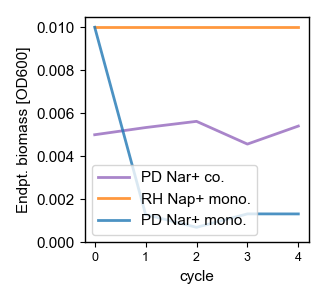 Endpt. biomass [OD600]
0.010
0.008
0.006
0.004
0.002
0.000
PD Nar+ co.
RH Nap+ mono.
PD Nar+ mono.
0 1 2 3 4
cycle